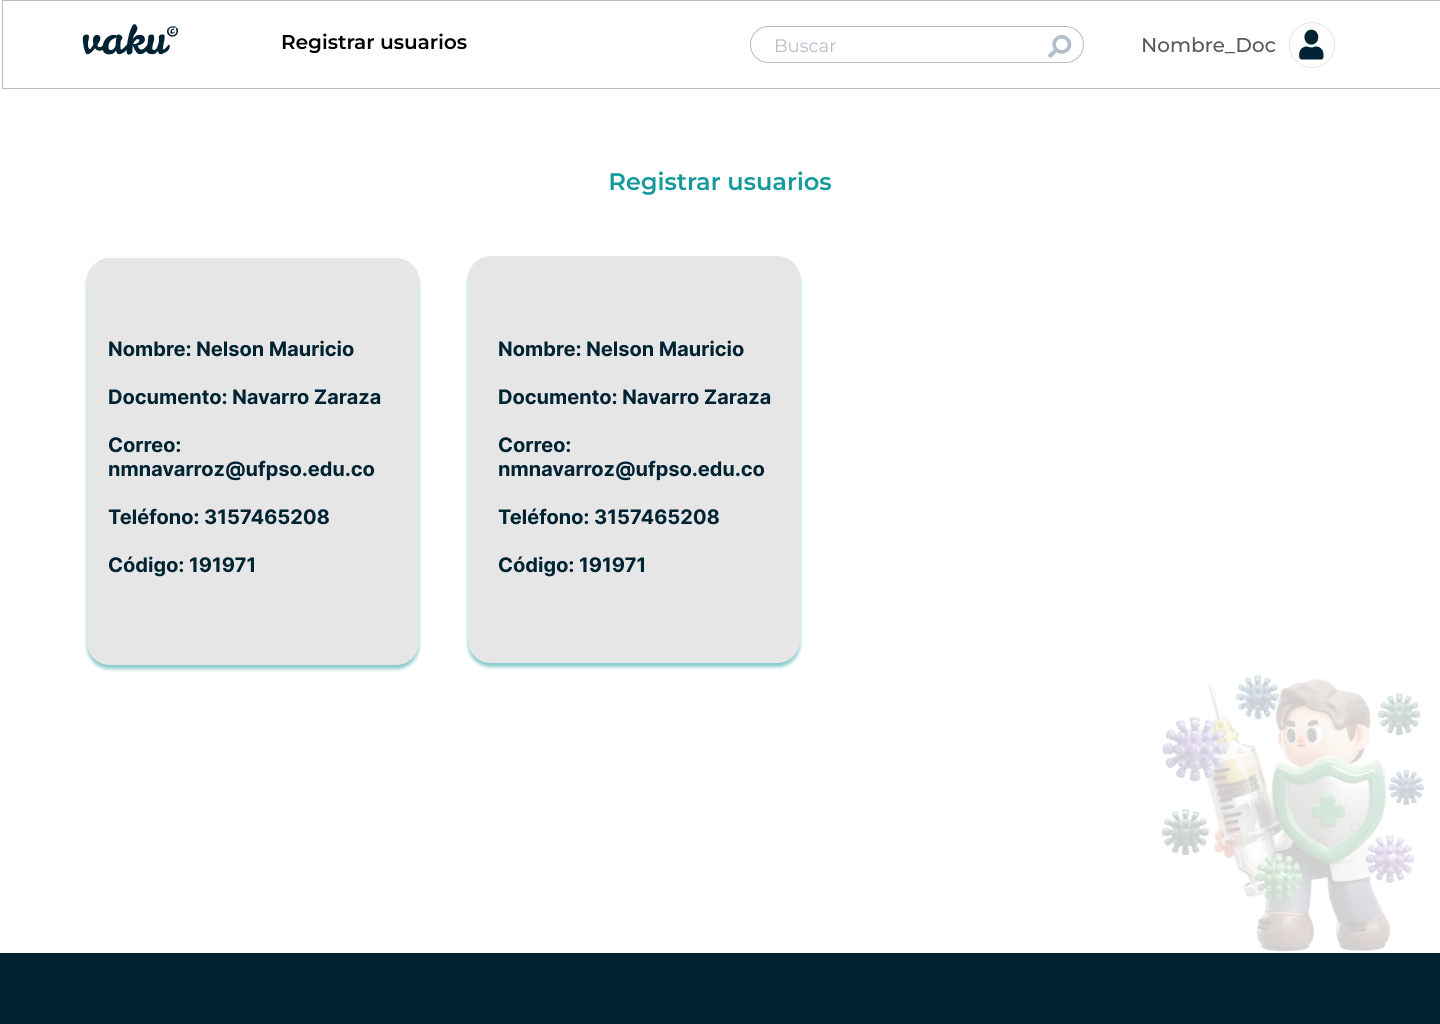 vaku©
Registrar usuarios
Buscar
Nombre_Doc
Registrar usuarios
Nombre: Nelson Mauricio
Documento: Navarro Zaraza
Correo:
nmnavarroz@ufpso.edu.co
Teléfono: 3157465208
Código: 191971
Nombre: Nelson Mauricio
Documento: Navarro Zaraza
Correo:
nmnavarroz@ufpso.edu.co
Teléfono: 3157465208
Código: 191971